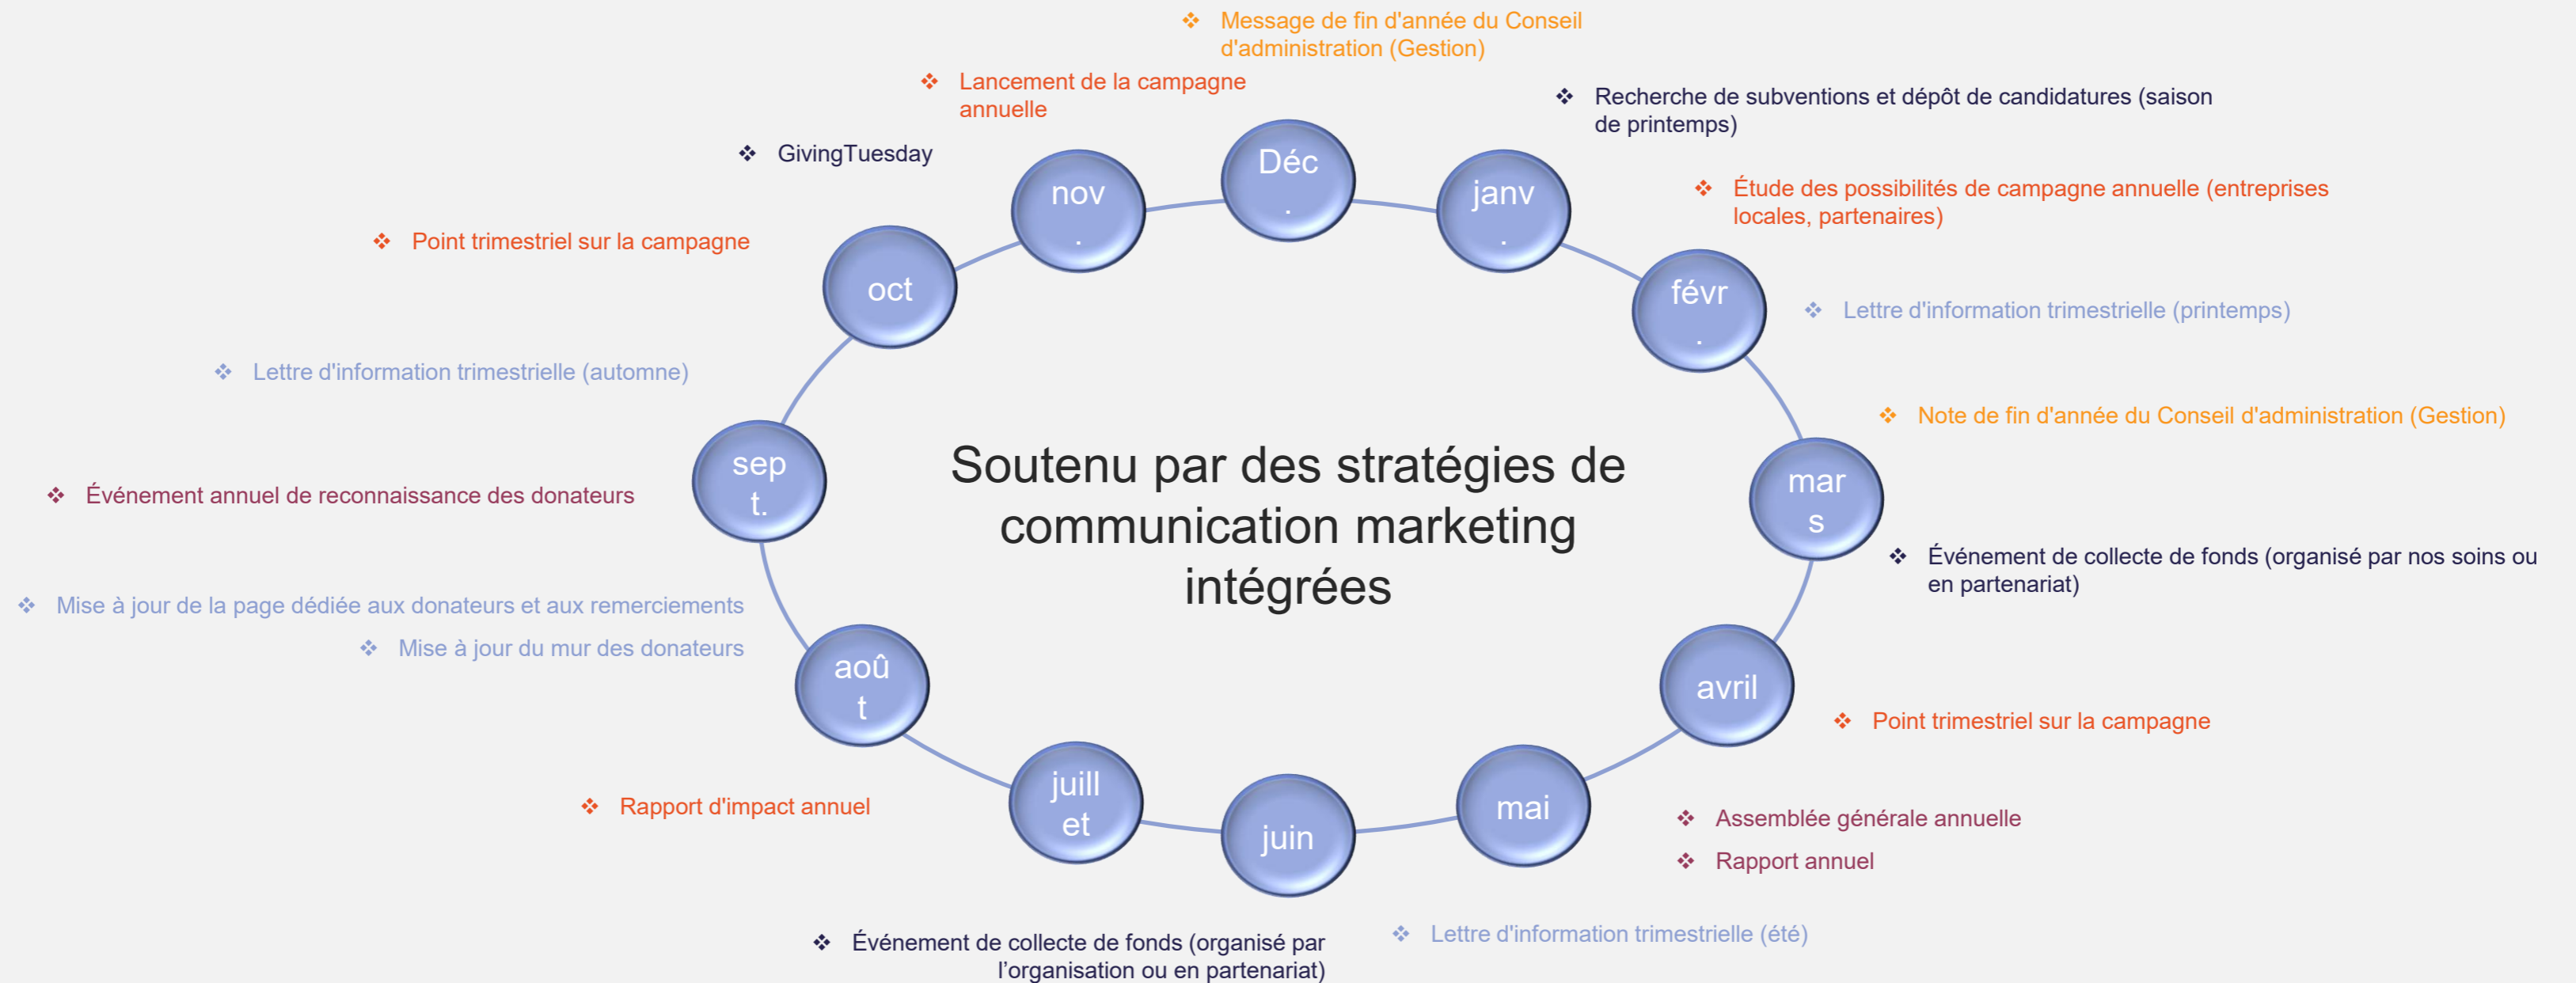 ❖ Message de fin d'année du Conseil
d'administration (Gestion)
❖ Lancement de la campagne
annuelle
❖ Recherche de subventions et dépôt de candidatures (saison
de printemps)
❖ GivingTuesday
Déc
.
nov
.
janv
.
❖ Étude des possibilités de campagne annuelle (entreprises
locales, partenaires)
❖ Point trimestriel sur la campagne
oct
févr
.
❖ Lettre d'information trimestrielle (printemps)
❖ Lettre d'information trimestrielle (automne)
❖ Note de fin d'année du Conseil d'administration (Gestion)
sep
t.
Soutenu par des stratégies de
communication marketing
intégrées
mar
s
❖ Événement annuel de reconnaissance des donateurs
❖ Événement de collecte de fonds (organisé par nos soins ou
en partenariat)
❖ Mise à jour de la page dédiée aux donateurs et aux remerciements
❖ Mise à jour du mur des donateurs
aoû
t
avril
❖ Point trimestriel sur la campagne
❖ Rapport d'impact annuel
juill
et
juin
mai
❖ Assemblée générale annuelle
❖ Rapport annuel
❖ Événement de collecte de fonds (organisé par
l’organisation ou en partenariat)
❖ Lettre d'information trimestrielle (été)